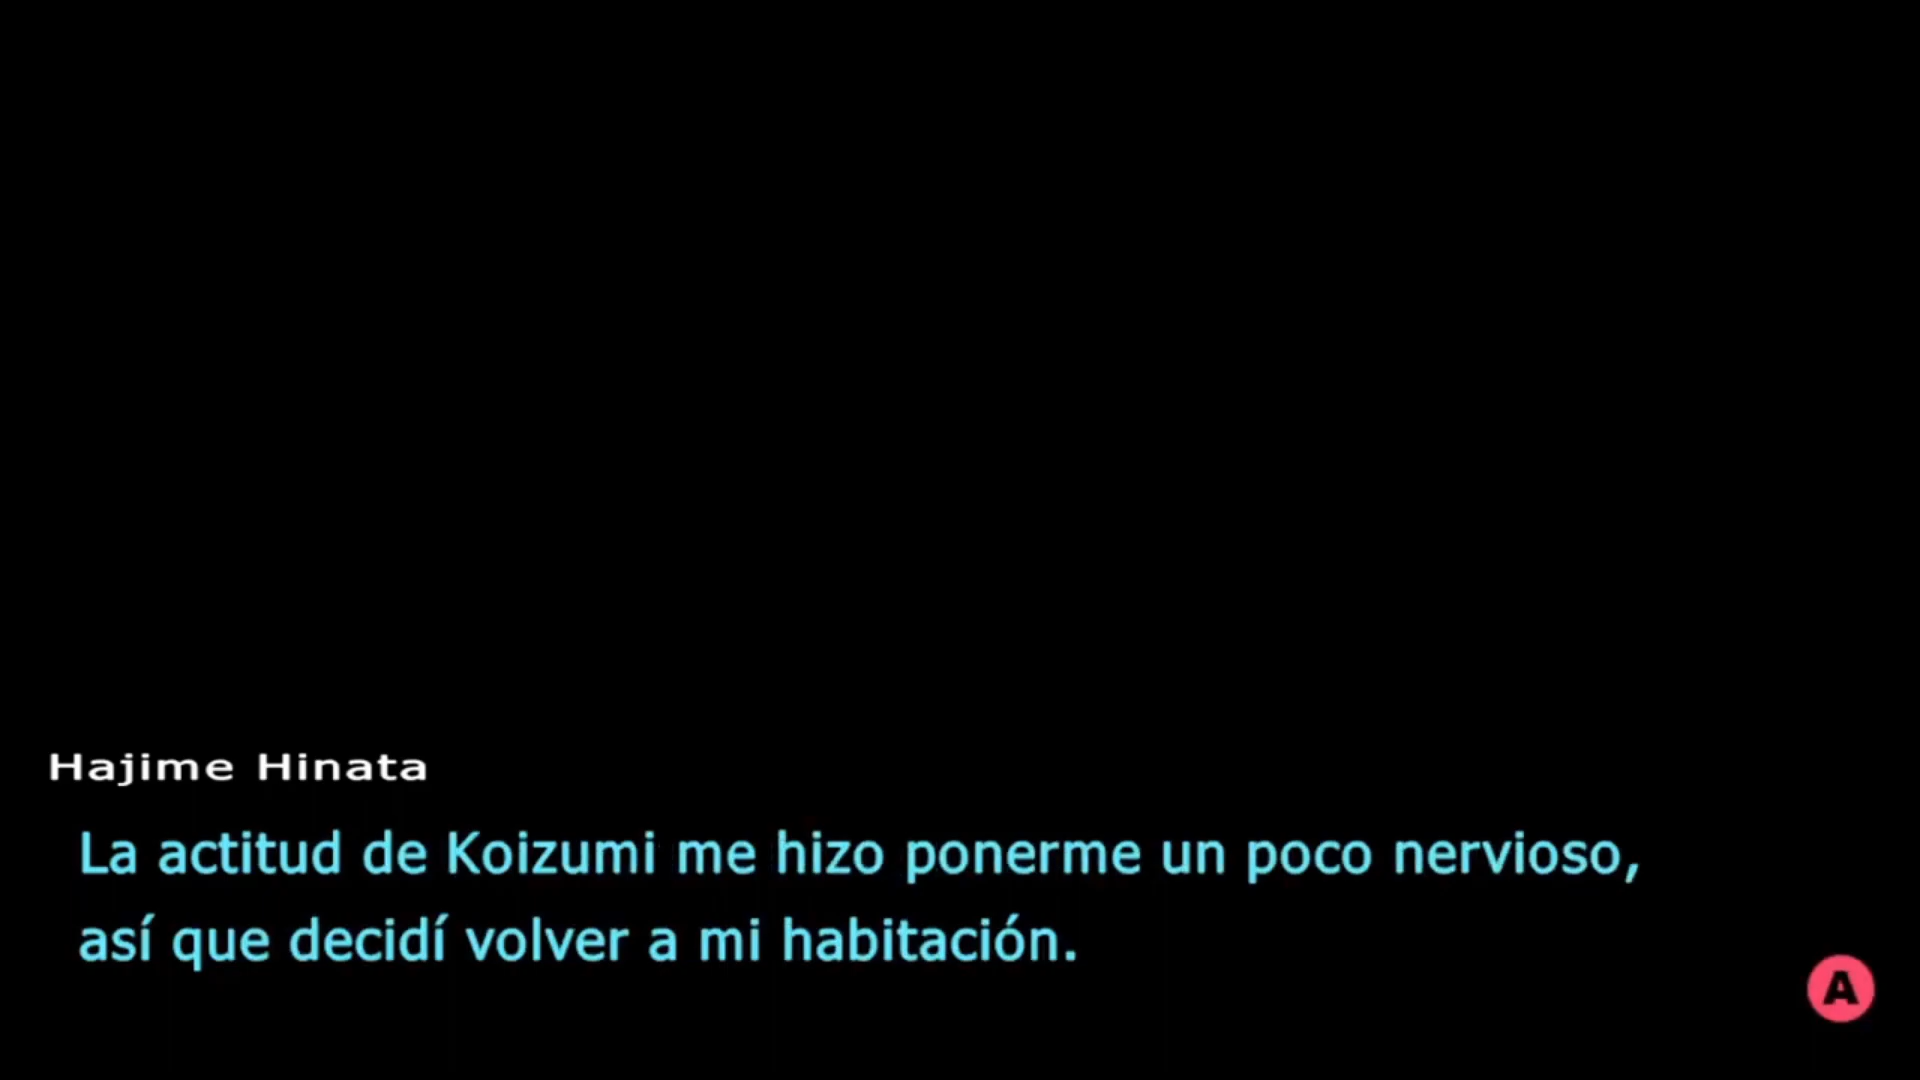 Hajime Hinata
La actitud de Koizumi me hizo ponerme un poco nervioso,
así que decidí volver a mi habitación.
A